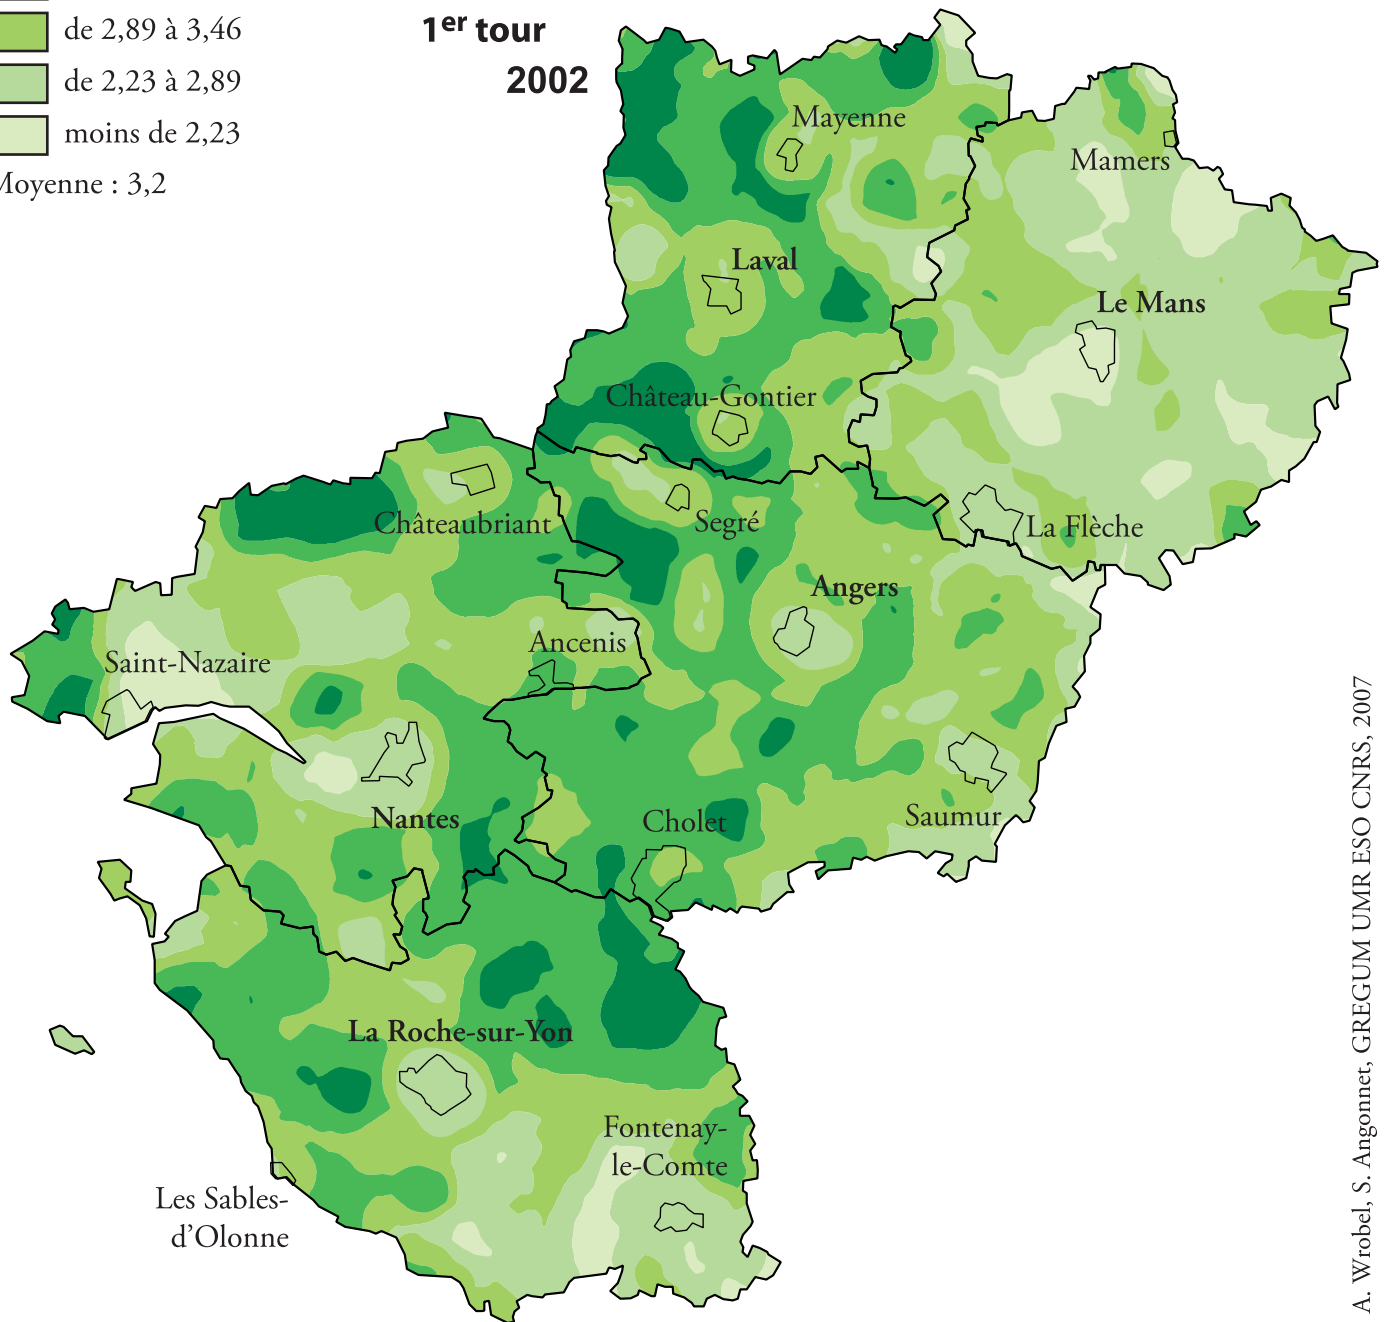 de 2,89 à 3,46
de 2,23 à 2,89
moins de 2,23
Moyenne : 3,2
1er tour
2002
Mayenne
Mamers
Laval
Le Mans
Château-Gontier
Châteaubriant
Segré
La Flèche
Angers
Ancenis
Saint-Nazaire
Nantes
Cholet
Saumur
La Roche-sur-Yon
Fontenay-
le-Comte
Les Sables-
d'Olonne
A. Wrobel, S. Angonnet, GREGUM UMR ESO CNRS, 2007